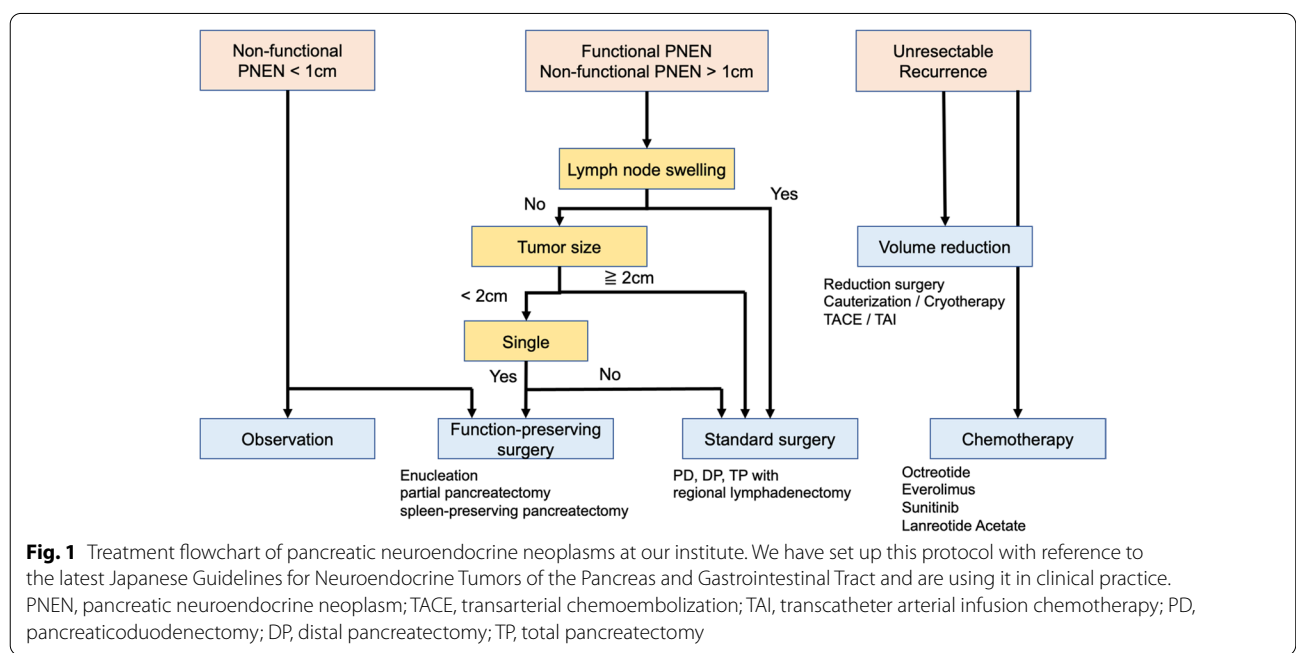 Non-functional
PNEN < 1cm
Functional PNEN
Non-functional PNEN > 1cm
Unresectable
Recurrence
Lymph node swelling
No
Yes
Tumor size
Volume reduction
≧ 2cm
< 2cm
Reduction surgery
Cauterization / Cryotherapy
TACE / TAI
Single
Yes
No
Observation
Function-preserving
surgery
Standard surgery
Chemotherapy
Enucleation
partial pancreatectomy
spleen-preserving pancreatectomy
PD, DP, TP with
regional lymphadenectomy
Octreotide
Everolimus
Sunitinib
Lanreotide Acetate
Fig. 1 Treatment flowchart of pancreatic neuroendocrine neoplasms at our institute. We have set up this protocol with reference to
the latest Japanese Guidelines for Neuroendocrine Tumors of the Pancreas and Gastrointestinal Tract and are using it in clinical practice.
PNEN, pancreatic neuroendocrine neoplasm; TACE, transarterial chemoembolization; TAI, transcatheter arterial infusion chemotherapy; PD,
pancreaticoduodenectomy; DP, distal pancreatectomy; TP, total pancreatectomy